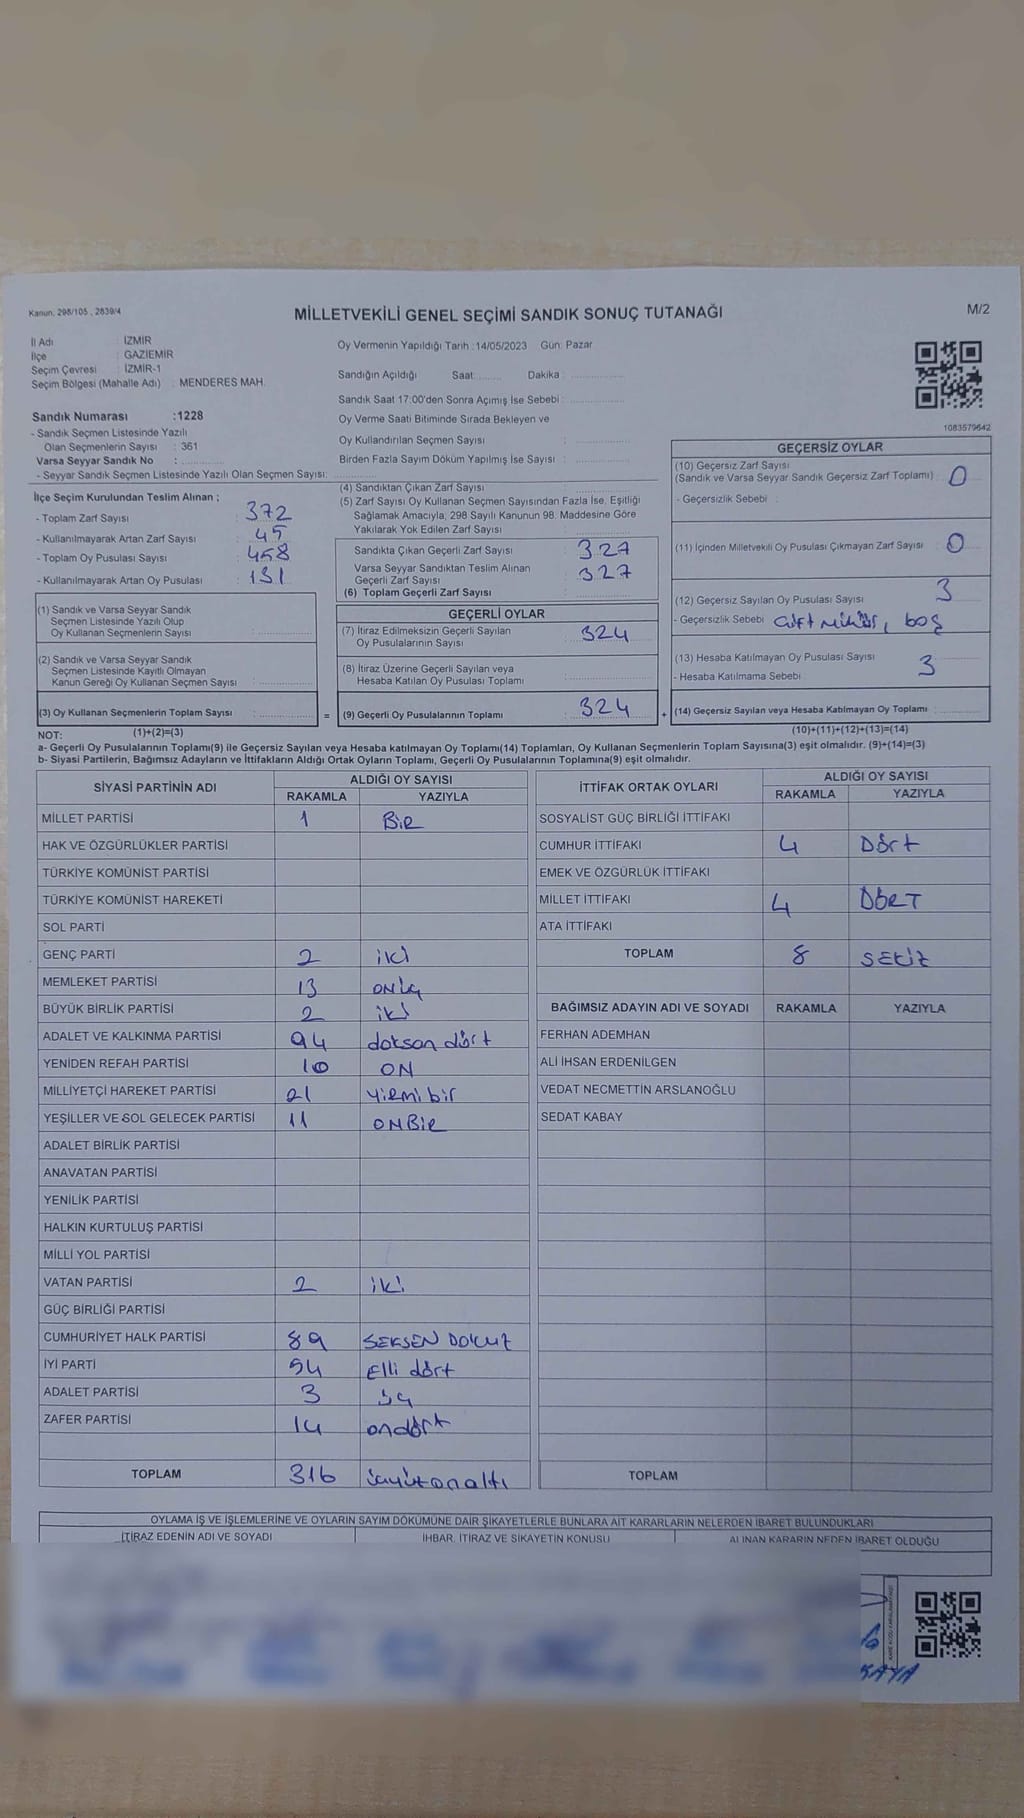 Kanun, 298/105 , 2839/4
MİLLETVEKİLİ GENEL SEÇİMİ SANDIK SONUÇ TUTANAĞI
M/2
İl Adı : İZMİR
İlçe : GAZİEMİR
Seçim Çevresi : İZMİR-1
Seçim Bölgesi (Mahalle Adı) : MENDERES MAH.
Oy Vermenin Yapıldığı Tarih :14/05/2023 Gün: Pazar
Sandığın Açıldığı Saat:........ Dakika :
Sandık Saat 17:00'den Sonra Açımış İse Sebebi :
Oy Verme Saati Bitiminde Sırada Bekleyen ve
Oy Kullandırılan Seçmen Sayısı :
Birden Fazla Sayım Döküm Yapılmış İse Sayısı :
1083579642
Sandık Numarası :1228
- Sandık Seçmen Listesinde Yazılı
Olan Seçmenlerin Sayısı : 361
Varsa Seyyar Sandık No :
- Seyyar Sandık Seçmen Listesinde Yazılı Olan Seçmen Sayısı:
İlçe Seçim Kurulundan Teslim Alınan ;
- Toplam Zarf Sayısı : 372
- Kullanılmayarak Artan Zarf Sayısı : 45
- Toplam Oy Pusulası Sayısı : 458
- Kullanılmayarak Artan Oy Pusulası : 131
(4) Sandıktan Çıkan Zarf Sayısı :
(5) Zarf Sayısı Oy Kullanan Seçmen Sayısından Fazla İse, Eşitliği
Sağlamak Amacıyla; 298 Sayılı Kanunun 98. Maddesine Göre
Yakılarak Yok Edilen Zarf Sayısı :
Sandıkta Çıkan Geçerli Zarf Sayısı : 327
Varsa Seyyar Sandıktan Teslim Alınan
Geçerli Zarf Sayısı : 327
(6) Toplam Geçerli Zarf Sayısı :
GEÇERSİZ OYLAR
(10) Geçersiz Zarf Sayısı
(Sandık ve Varsa Seyyar Sandık Geçersiz Zarf Toplamı) : 0
- Geçersizlik Sebebi :
(11) İçinden Milletvekili Oy Pusulası Çıkmayan Zarf Sayısı : 0
(12) Geçersiz Sayılan Oy Pusulası Sayısı : 3
- Geçersizlik Sebebi : çift mühür, boş
(13) Hesaba Katılmayan Oy Pusulası Sayısı : 3
- Hesaba Katılmama Sebebi :
(14) Geçersiz Sayılan veya Hesaba Katılmayan Oy Toplamı :
(10)+(11)+(12)+(13)=(14)
(1) Sandık ve Varsa Seyyar Sandık
Seçmen Listesinde Yazılı Olup
Oy Kullanan Seçmenlerin Sayısı :
(2) Sandık ve Varsa Seyyar Sandık
Seçmen Listesinde Kayıtlı Olmayan
Kanun Gereği Oy Kullanan Seçmen Sayısı :
(3) Oy Kullanan Seçmenlerin Toplam Sayısı : =
GEÇERLİ OYLAR
(7) İtiraz Edilmeksizin Geçerli Sayılan
Oy Pusulalarının Sayısı : 324
(8) İtiraz Üzerine Geçerli Sayılan veya
Hesaba Katılan Oy Pusulası Toplamı :
(9) Geçerli Oy Pusulalarının Toplamı : 324 +
NOT: (1)+(2)=(3)
a- Geçerli Oy Pusulalarının Toplamı(9) ile Geçersiz Sayılan veya Hesaba katılmayan Oy Toplamı(14) Toplamları, Oy Kullanan Seçmenlerin Toplam Sayısına(3) eşit olmalıdır. (9)+(14)=(3)
b- Siyasi Partilerin, Bağımsız Adayların ve İttifakların Aldığı Ortak Oyların Toplamı, Geçerli Oy Pusulalarının Toplamına(9) eşit olmalıdır.
SİYASİ PARTİNİN ADI ALDIĞI OY SAYISI
RAKAMLA YAZIYLA
MİLLET PARTİSİ 1 Bir
HAK VE ÖZGÜRLÜKLER PARTİSİ
TÜRKİYE KOMÜNİST PARTİSİ
TÜRKİYE KOMÜNİST HAREKETİ
SOL PARTİ
GENÇ PARTİ 2 iki
MEMLEKET PARTİSİ 13 ONüç
BÜYÜK BİRLİK PARTİSİ 2 iki
ADALET VE KALKINMA PARTİSİ 94 doksan dört
YENİDEN REFAH PARTİSİ 10 ON
MİLLİYETÇİ HAREKET PARTİSİ 21 yirmi bir
YEŞİLLER VE SOL GELECEK PARTİSİ 11 ONBİR
ADALET BİRLİK PARTİSİ
ANAVATAN PARTİSİ
YENİLİK PARTİSİ
HALKIN KURTULUŞ PARTİSİ
MİLLİ YOL PARTİSİ
VATAN PARTİSİ 2 iki
GÜÇ BİRLİĞİ PARTİSİ
CUMHURİYET HALK PARTİSİ 89 SEKSEN DOKUZ
İYİ PARTİ 54 Elli dört
ADALET PARTİSİ 3 üç
ZAFER PARTİSİ 14 ondört
TOPLAM 316 üçyüzonaltı
İTTİFAK ORTAK OYLARI ALDIĞI OY SAYISI
RAKAMLA YAZIYLA
SOSYALİST GÜÇ BİRLİĞİ İTTİFAKI
CUMHUR İTTİFAKI 4 Dört
EMEK VE ÖZGÜRLÜK İTTİFAKI
MİLLET İTTİFAKI 4 DÖRT
ATA İTTİFAKI
TOPLAM 8 SEKİZ
BAĞIMSIZ ADAYIN ADI VE SOYADI RAKAMLA YAZIYLA
FERHAN ADEMHAN
ALİ İHSAN ERDENİLGEN
VEDAT NECMETTİN ARSLANOĞLU
SEDAT KABAY
TOPLAM
OYLAMA İŞ VE İŞLEMLERİNE VE OYLARIN SAYIM DÖKÜMÜNE DAİR ŞİKAYETLERLE BUNLARA AİT KARARLARIN NELERDEN İBARET BULUNDUKLARI
İTİRAZ EDENİN ADI VE SOYADI İHBAR, İTİRAZ VE ŞİKAYETİN KONUSU ALINAN KARARIN NEDEN İBARET OLDUĞU